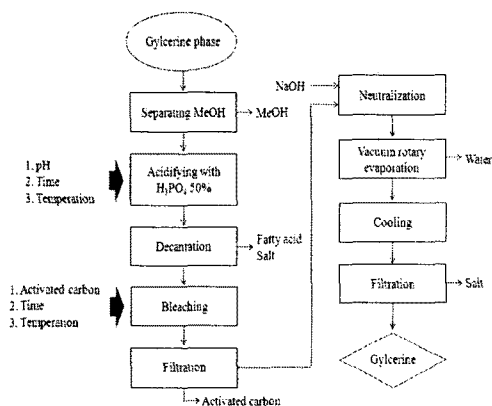 Gylcerine phase
Separating MeOH
MeOH
1. pH
2. Time
3. Temperation
Acidifying with
H3PO4 50%
Decantation
Fatty acid
Salt
1. Activated carbon
2. Time
3. Temperation
Bleaching
Filtration
Activated carbon
NaOH
Neutralization
Vacuum rotary
evaporation
Water
Cooling
Filtration
Salt
Gylcerine